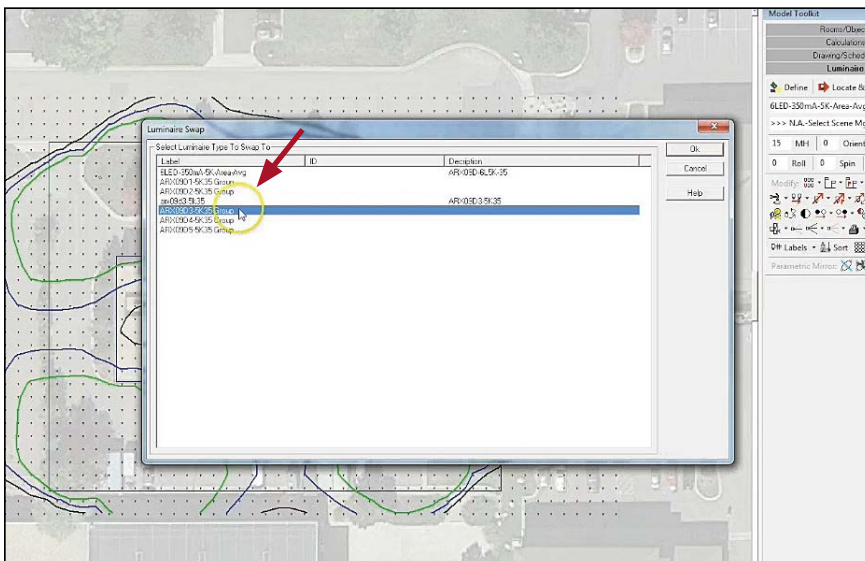 Model Toolkit
Rooms/Objec
Calculations
Drawing/Sched
Luminaire
Define Locate &
6LED-350mA-5K-Area-Avg
>>> N.A.-Select Scene Mo
15 MH 0 Orient
0 Roll 0 Spin
Modify:
Labels Sort
Parametric Mirror:
Luminaire Swap
Select Luminaire Type To Swap To
Label ID Decription
6LED-350mA-5K-Area-Avg ARX09D-6L5K-35
ARX09D1-5K35 Group
ARX09D2-5K35 Group
arx09d3-5k35 ARX09D3-5K35
ARX09D3-5K35 Group
ARX09D4-5K35 Group
ARX09D5-5K35 Group
Ok
Cancel
Help